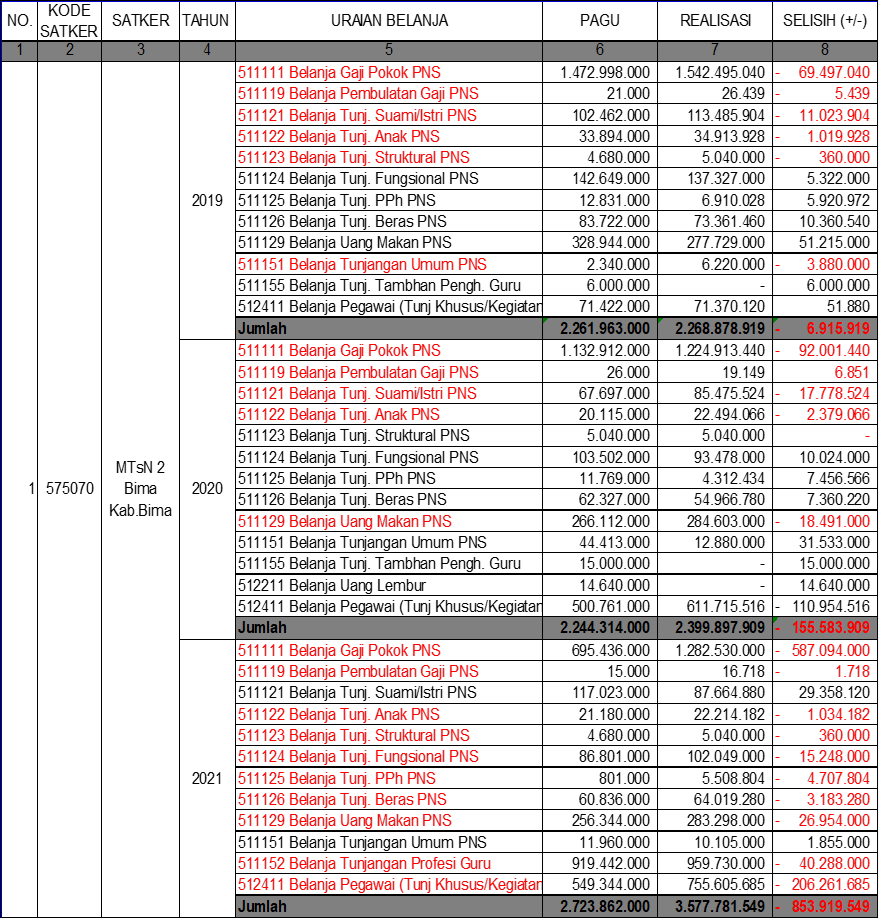 NO. KODE SATKER SATKER TAHUN URAIAN BELANJA PAGU REALISASI SELISIH (+/-)
1 2 3 4 5 6 7 8
1 575070 MTsN 2 Bima Kab.Bima
2019
511111 Belanja Gaji Pokok PNS 1.472.998.000 1.542.495.040 - 69.497.040
511119 Belanja Pembulatan Gaji PNS 21.000 26.439 - 5.439
511121 Belanja Tunj. Suami/Istri PNS 102.462.000 113.485.904 - 11.023.904
511122 Belanja Tunj. Anak PNS 33.894.000 34.913.928 - 1.019.928
511123 Belanja Tunj. Struktural PNS 4.680.000 5.040.000 - 360.000
511124 Belanja Tunj. Fungsional PNS 142.649.000 137.327.000 5.322.000
511125 Belanja Tunj. PPh PNS 12.831.000 6.910.028 5.920.972
511126 Belanja Tunj. Beras PNS 83.722.000 73.361.460 10.360.540
511129 Belanja Uang Makan PNS 328.944.000 277.729.000 51.215.000
511151 Belanja Tunjangan Umum PNS 2.340.000 6.220.000 - 3.880.000
511155 Belanja Tunj. Tambhan Pengh. Guru 6.000.000 - 6.000.000
512411 Belanja Pegawai (Tunj Khusus/Kegiatan 71.422.000 71.370.120 51.880
Jumlah 2.261.963.000 2.268.878.919 - 6.915.919
2020
511111 Belanja Gaji Pokok PNS 1.132.912.000 1.224.913.440 - 92.001.440
511119 Belanja Pembulatan Gaji PNS 26.000 19.149 - 6.851
511121 Belanja Tunj. Suami/Istri PNS 67.697.000 85.475.524 - 17.778.524
511122 Belanja Tunj. Anak PNS 20.115.000 22.494.066 - 2.379.066
511123 Belanja Tunj. Struktural PNS 5.040.000 5.040.000 -
511124 Belanja Tunj. Fungsional PNS 103.502.000 93.478.000 10.024.000
511125 Belanja Tunj. PPh PNS 11.769.000 4.312.434 7.456.566
511126 Belanja Tunj. Beras PNS 62.327.000 54.966.780 7.360.220
511129 Belanja Uang Makan PNS 266.112.000 284.603.000 - 18.491.000
511151 Belanja Tunjangan Umum PNS 44.413.000 12.880.000 31.533.000
511155 Belanja Tunj. Tambhan Pengh. Guru 15.000.000 - 15.000.000
512211 Belanja Uang Lembur 14.640.000 - 14.640.000
512411 Belanja Pegawai (Tunj Khusus/Kegiatan 500.761.000 611.715.516 - 110.954.516
Jumlah 2.244.314.000 2.399.897.909 - 155.583.909
2021
511111 Belanja Gaji Pokok PNS 695.436.000 1.282.530.000 - 587.094.000
511119 Belanja Pembulatan Gaji PNS 15.000 16.718 - 1.718
511121 Belanja Tunj. Suami/Istri PNS 117.023.000 87.664.880 29.358.120
511122 Belanja Tunj. Anak PNS 21.180.000 22.214.182 - 1.034.182
511123 Belanja Tunj. Struktural PNS 4.680.000 5.040.000 - 360.000
511124 Belanja Tunj. Fungsional PNS 86.801.000 102.049.000 - 15.248.000
511125 Belanja Tunj. PPh PNS 801.000 5.508.804 - 4.707.804
511126 Belanja Tunj. Beras PNS 60.836.000 64.019.280 - 3.183.280
511129 Belanja Uang Makan PNS 256.344.000 283.298.000 - 26.954.000
511151 Belanja Tunjangan Umum PNS 11.960.000 10.105.000 1.855.000
511152 Belanja Tunjangan Profesi Guru 919.442.000 959.730.000 - 40.288.000
512411 Belanja Pegawai (Tunj Khusus/Kegiatan 549.344.000 755.605.685 - 206.261.685
Jumlah 2.723.862.000 3.577.781.549 - 853.919.549